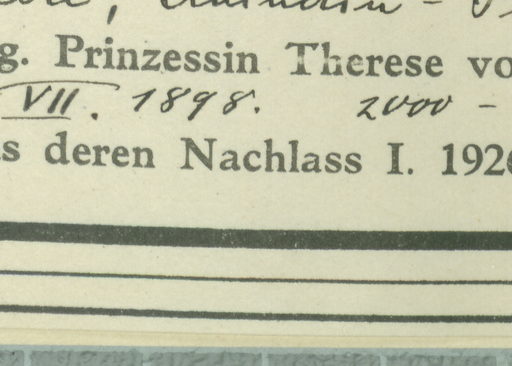 g. Prinzessin Therese vo
VII. 1898. 2000 -
s deren Nachlass I. 192